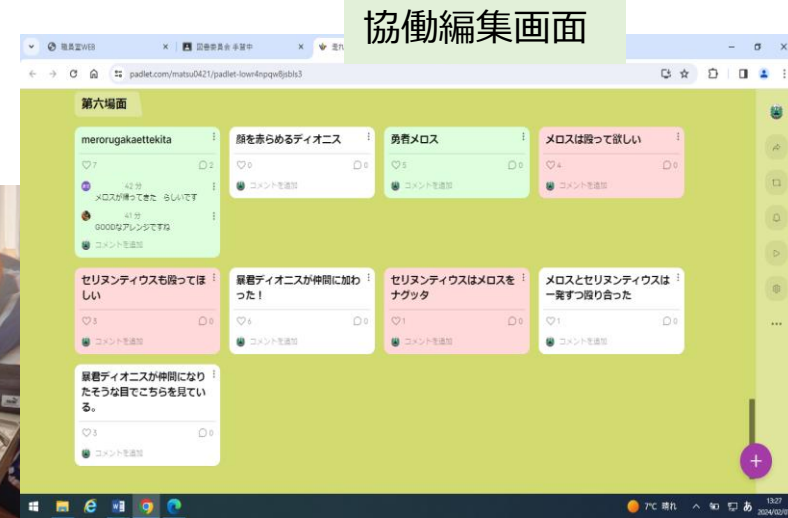 協働編集画面
職員室WEB
padlet.com/matsu0421/padlet-lowr4npqw8jsbls3
第六場面
merorugakaettekita
7
2
42 分
メロスが帰ってきた らしいです
41 分
GOODなアレンジですね
コメントを追加
顔を赤らめるディオニス
0
0
コメントを追加
勇者メロス
5
0
コメントを追加
メロスは殴って欲しい
4
0
コメントを追加
セリヌンティウスも殴ってほ
しい
3
0
コメントを追加
暴君ディオニスが仲間に加わ
った！
6
0
コメントを追加
セリヌンティウスはメロスを
ナグッタ
1
0
コメントを追加
メロスとセリヌンティウスは
一発ずつ殴り合った
1
0
コメントを追加
暴君ディオニスが仲間になり
たそうな目でこちらを見てい
る。
3
0
コメントを追加
7℃ 晴れ
あ
13:27